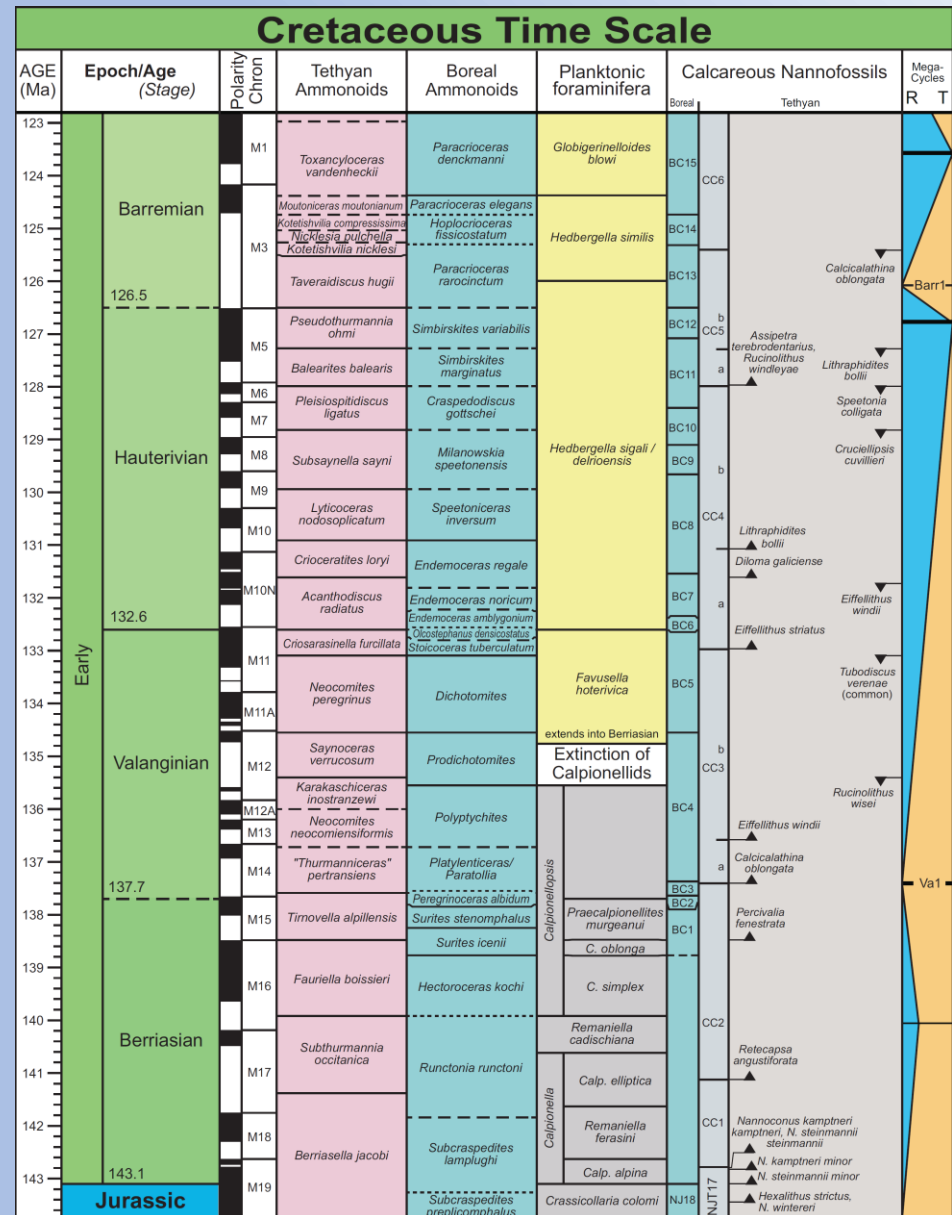 Cretaceous Time Scale
AGE
(Ma)
Epoch/Age
(Stage)
Polarity
Chron
Tethyan
Ammonoids
Boreal
Ammonoids
Planktonic
foraminifera
Calcareous Nannofossils
Boreal
Tethyan
Mega-
Cycles
R T
123
124
125
126
127
128
129
130
131
132
133
134
135
136
137
138
139
140
141
142
143
Early
Barremian
126.5
Hauterivian
132.6
Valanginian
137.7
Berriasian
143.1
Jurassic
M1
M3
M5
M6
M7
M8
M9
M10
M10N
M11
M11A
M12
M12A
M13
M14
M15
M16
M17
M18
M19
Toxancyloceras
vandenheckii
Moutoniceras moutonianum
Kotetishvilia compressissima
Nicklesia pulchella
Kotetishvilia nicklesi
Taveraidiscus hugii
Pseudothurmannia
ohmi
Balearites balearis
Pleisiospitidiscus
ligatus
Subsaynella sayni
Lyticoceras
nodosoplicatum
Crioceratites loryi
Acanthodiscus
radiatus
Criosarasinella furcillata
Neocomites
peregrinus
Saynoceras
verrucosum
Karakaschiceras
inostranzewi
Neocomites
neocomiensiformis
"Thurmanniceras"
pertransiens
Tirnovella alpillensis
Fauriella boissieri
Subthurmannia
occitanica
Berriasella jacobi
Paracrioceras
denckmanni
Paracrioceras elegans
Hoplocrioceras
fissicostatum
Paracrioceras
rarocinctum
Simbirskites variabilis
Simbirskites
marginatus
Craspedodiscus
gottschei
Milanowskia
speetonensis
Speetoniceras
inversum
Endemoceras regale
Endemoceras noricum
Endemoceras amblygonium
Olcostephanus densicostatus
Stoicoceras tuberculatum
Dichotomites
Prodichotomites
Polyptychites
Platylenticeras/
Paratollia
Peregrinoceras albidum
Surites stenomphalus
Surites icenii
Hectoroceras kochi
Runctonia runctoni
Subcraspedites
lamplughi
Subcraspedites
preplicomphalus
Globigerinelloides
blowi
Hedbergella similis
Hedbergella sigali /
delrioensis
Favusella
hoterivica
extends into Berriasian
Extinction of
Calpionellids
Calpionellopsis
Praecalpionellites
murgeanui
C. oblonga
C. simplex
Remaniella
cadischiana
Calpionella
Calp. elliptica
Remaniella
ferasini
Calp. alpina
Crassicollaria colomi
BC15
BC14
BC13
BC12
BC11
BC10
BC9
BC8
BC7
BC6
BC5
BC4
BC3
BC2
BC1
NJ18
CC6
b
CC5
a
b
CC4
a
b
CC3
a
CC2
CC1
NJT17
Calcicalathina
oblongata
Assipetra
terebrodentarius,
Rucinolithus
windleyae
Lithraphidites
bollii
Speetonia
colligata
Cruciellipsis
cuvillieri
Lithraphidites
bollii
Diloma galiciense
Eiffellithus
windii
Eiffellithus striatus
Tubodiscus
verenae
(common)
Rucinolithus
wisei
Eiffellithus windii
Calcicalathina
oblongata
Percivalia
fenestrata
Retecapsa
angustiforata
Nannoconus kamptneri
kamptneri, N. steinmannii
steinmannii
N. kamptneri minor
N. steinmannii minor
Hexalithus strictus,
N. wintereri
Barr1
Va1